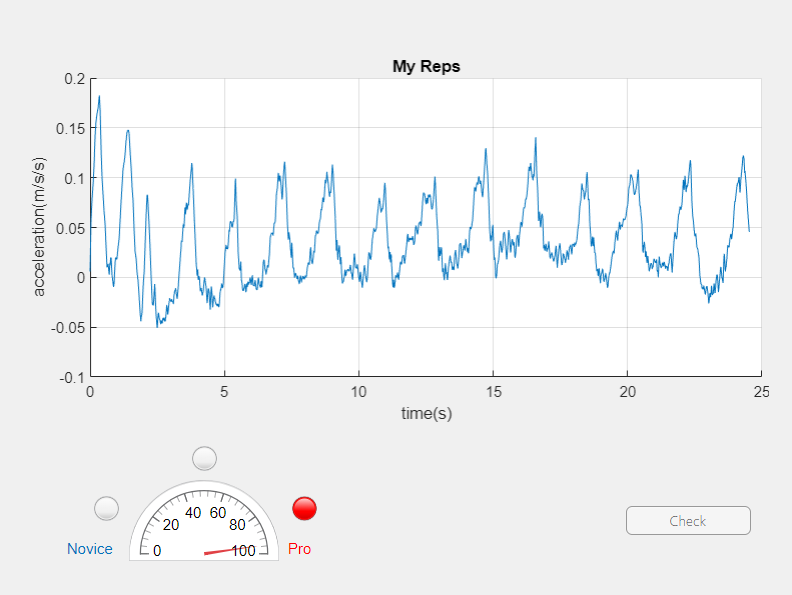 My Reps
0.2
0.15
0.1
0.05
0
-0.05
-0.1
acceleration(m/s/s)
0 5 10 15 20 25
time(s)
0 20 40 60 80 100
Novice
Pro
Check